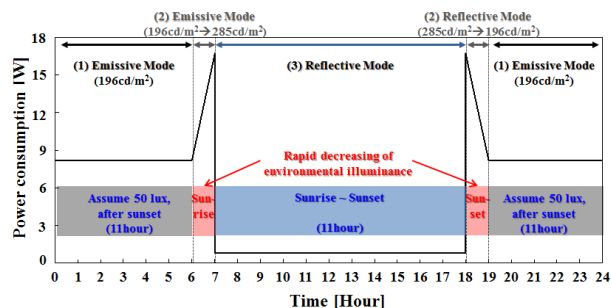 (2) Emissive Mode
(196cd/m²→285cd/m²)
(2) Reflective Mode
(285cd/m²→196cd/m²)
18
15
12
9
6
3
0
Power consumption [W]
(1) Emissive Mode
(196cd/m²)
(3) Reflective Mode
(1) Emissive Mode
(196cd/m²)
Rapid decreasing of
environmental illuminance
Assume 50 lux,
after sunset
(11hour)
Sun-
rise
Sunrise ~ Sunset
(11hour)
Sun-
set
Assume 50 lux,
after sunset
(11hour)
0 1 2 3 4 5 6 7 8 9 10 11 12 13 14 15 16 17 18 19 20 21 22 23 24
Time [Hour]